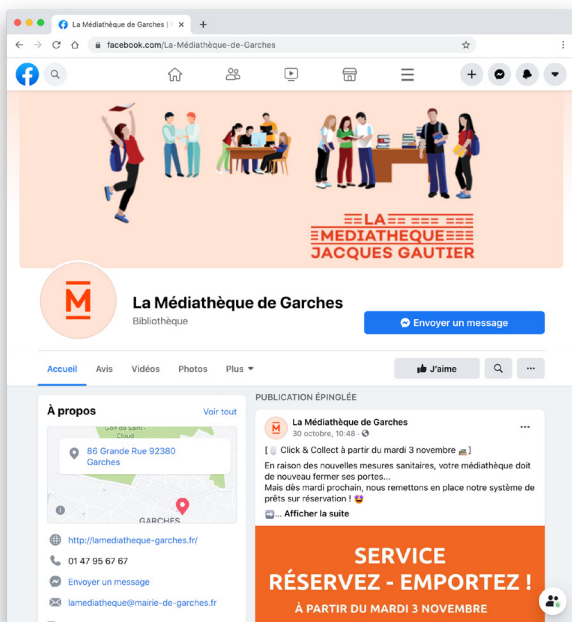 La Médiathèque de Garches | F
facebook.com/La-Médiathèque-de-Garches
LA
MEDIATHEQUE
JACQUES GAUTIER
M
La Médiathèque de Garches
Bibliothèque
Envoyer un message
Accueil Avis Vidéos Photos Plus
J'aime
À propos
Voir tout
Cloud
86 Grande Rue 92380
Garches
GARCHES
http://lamediatheque-garches.fr/
01 47 95 67 67
Envoyer un message
lamediatheque@mairie-de-garches.fr
PUBLICATION ÉPINGLÉE
M
La Médiathèque de Garches
30 octobre, 10:48
[ Click & Collect à partir du mardi 3 novembre ]
En raison des nouvelles mesures sanitaires, votre médiathèque doit
de nouveau fermer ses portes...
Mais dès mardi prochain, nous remettons en place notre système de
prêts sur réservation !
... Afficher la suite
SERVICE
RÉSERVEZ - EMPORTEZ !
À PARTIR DU MARDI 3 NOVEMBRE